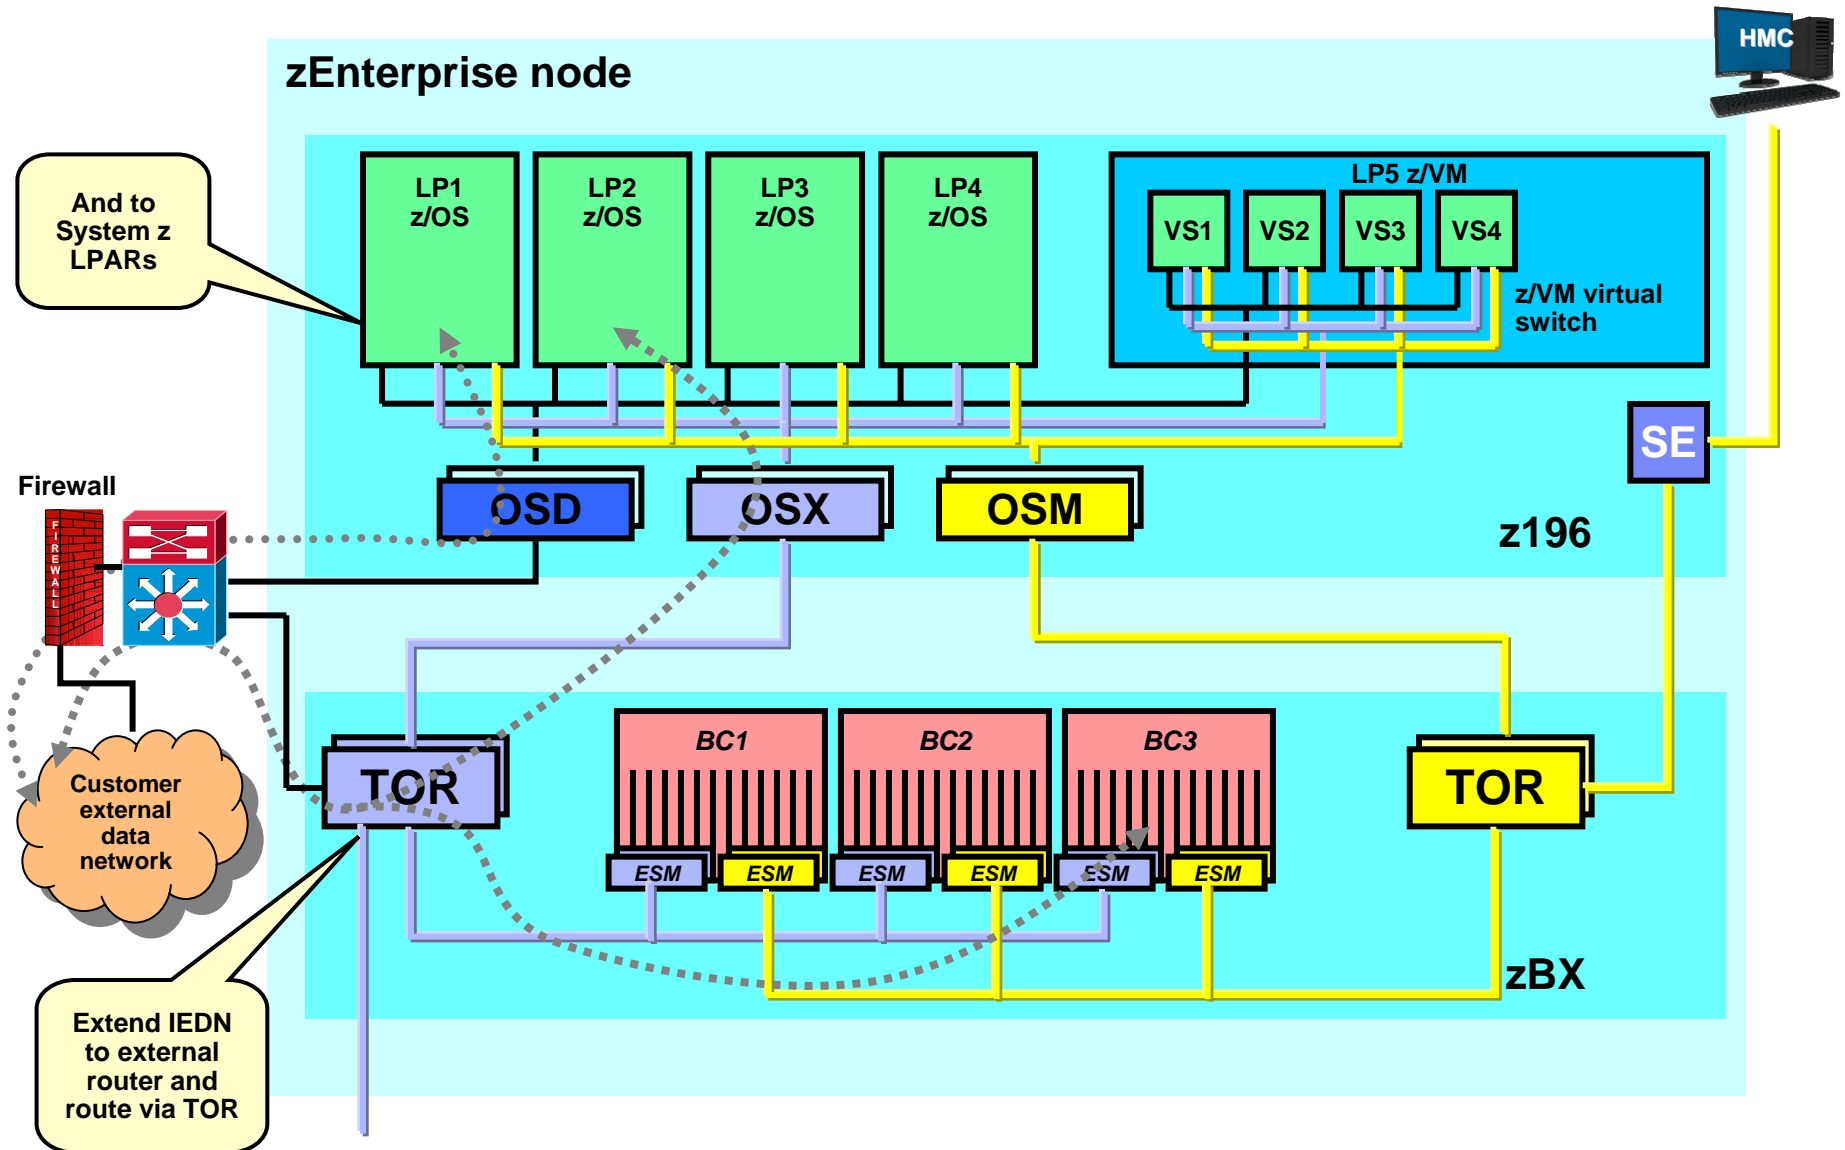 HMC
zEnterprise node
And to
System z
LPARs
LP1
z/OS
LP2
z/OS
LP3
z/OS
LP4
z/OS
LP5 z/VM
VS1
VS2
VS3
VS4
z/VM virtual
switch
SE
Firewall
FIREWALL
OSD
OSX
OSM
z196
Customer
external
data
network
TOR
BC1
BC2
BC3
TOR
ESM
ESM
ESM
ESM
ESM
ESM
zBX
Extend IEDN
to external
router and
route via TOR